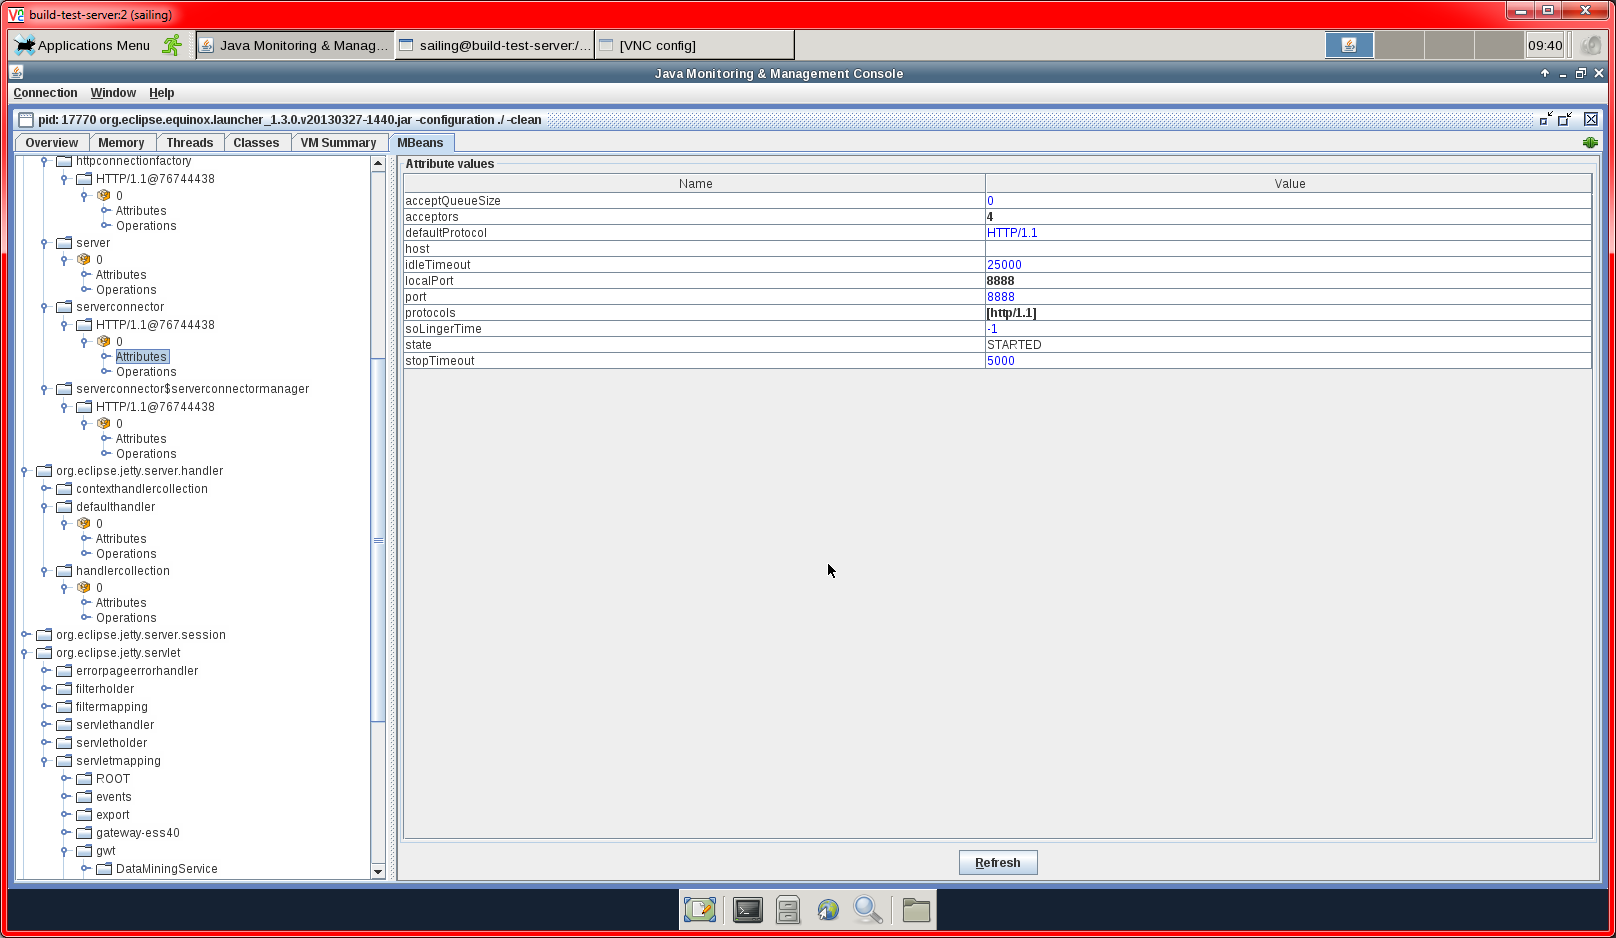 build-test-server:2 (sailing)
Applications Menu
Java Monitoring & Manag...
sailing@build-test-server:/...
[VNC config]
09:40
Java Monitoring & Management Console
Connection Window Help
pid: 17770 org.eclipse.equinox.launcher_1.3.0.v20130327-1440.jar -configuration ./ -clean
Overview Memory Threads Classes VM Summary MBeans
httpconnectionfactory
HTTP/1.1@76744438
0
Attributes
Operations
server
0
Attributes
Operations
serverconnector
HTTP/1.1@76744438
0
Attributes
Operations
serverconnector$serverconnectormanager
HTTP/1.1@76744438
0
Attributes
Operations
org.eclipse.jetty.server.handler
contexthandlercollection
defaulthandler
0
Attributes
Operations
handlercollection
0
Attributes
Operations
org.eclipse.jetty.server.session
org.eclipse.jetty.servlet
errorpageerrorhandler
filterholder
filtermapping
servlethandler
servletholder
servletmapping
ROOT
events
export
gateway-ess40
gwt
DataMiningService
Attribute values
Name Value
acceptQueueSize 0
acceptors 4
defaultProtocol HTTP/1.1
host
idleTimeout 25000
localPort 8888
port 8888
protocols [http/1.1]
soLingerTime -1
state STARTED
stopTimeout 5000
Refresh